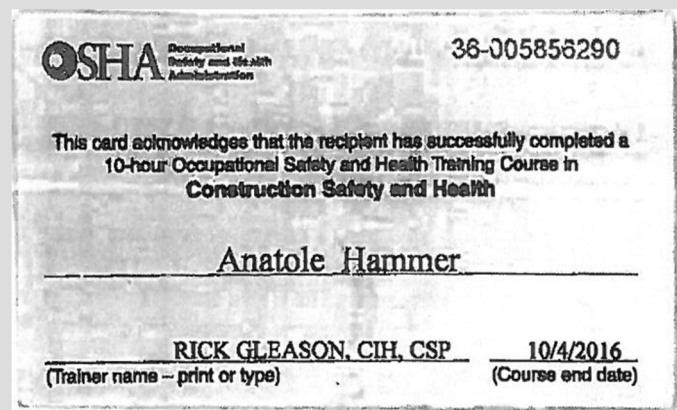 OSHA
Occupational
Safety and Health
Administration
36-005856290
This card acknowledges that the recipient has successfully completed a
10-hour Occupational Safety and Health Training Course in
Construction Safety and Health
Anatole Hammer
RICK GLEASON, CIH, CSP
10/4/2016
(Trainer name – print or type)
(Course end date)